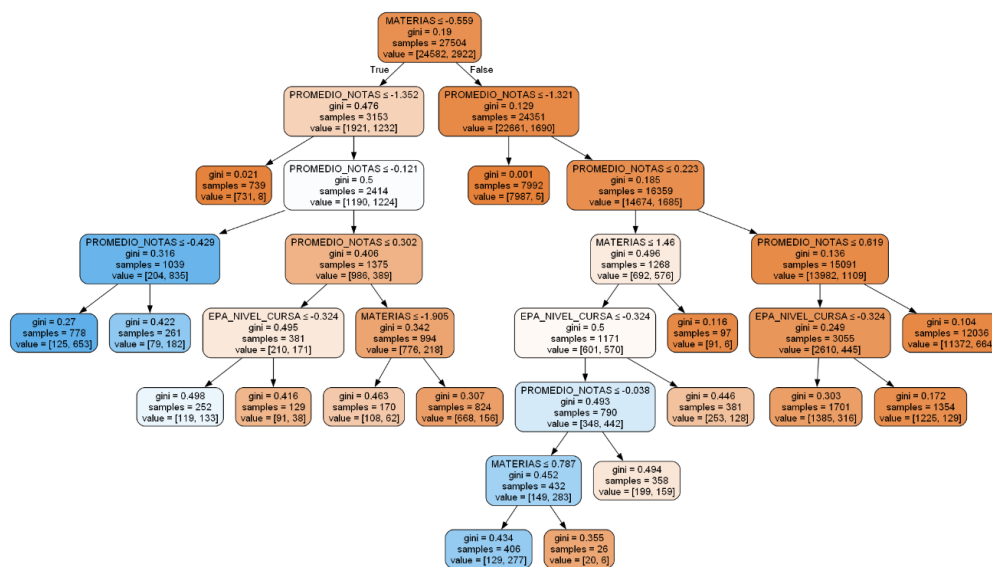 MATERIAS ≤ -0.559
gini = 0.19
samples = 27504
value = [24582, 2922]
True
False
PROMEDIO_NOTAS ≤ -1.352
gini = 0.476
samples = 3153
value = [1921, 1232]
PROMEDIO_NOTAS ≤ -1.321
gini = 0.129
samples = 24351
value = [22661, 1690]
gini = 0.021
samples = 739
value = [731, 8]
PROMEDIO_NOTAS ≤ -0.121
gini = 0.5
samples = 2414
value = [1190, 1224]
gini = 0.001
samples = 7992
value = [7987, 5]
PROMEDIO_NOTAS ≤ 0.223
gini = 0.185
samples = 16359
value = [14674, 1685]
PROMEDIO_NOTAS ≤ -0.429
gini = 0.316
samples = 1039
value = [204, 835]
PROMEDIO_NOTAS ≤ 0.302
gini = 0.406
samples = 1375
value = [986, 389]
MATERIAS ≤ 1.46
gini = 0.496
samples = 1268
value = [692, 576]
PROMEDIO_NOTAS ≤ 0.619
gini = 0.136
samples = 15091
value = [13982, 1109]
gini = 0.27
samples = 778
value = [125, 653]
gini = 0.422
samples = 261
value = [79, 182]
EPA_NIVEL_CURSA ≤ -0.324
gini = 0.495
samples = 381
value = [210, 171]
MATERIAS ≤ -1.905
gini = 0.342
samples = 994
value = [776, 218]
EPA_NIVEL_CURSA ≤ -0.324
gini = 0.5
samples = 1171
value = [601, 570]
gini = 0.116
samples = 97
value = [91, 6]
EPA_NIVEL_CURSA ≤ -0.324
gini = 0.249
samples = 3055
value = [2610, 445]
gini = 0.104
samples = 12036
value = [11372, 664]
gini = 0.498
samples = 252
value = [119, 133]
gini = 0.416
samples = 129
value = [91, 38]
gini = 0.463
samples = 170
value = [108, 62]
gini = 0.307
samples = 824
value = [668, 156]
PROMEDIO_NOTAS ≤ -0.038
gini = 0.493
samples = 790
value = [348, 442]
gini = 0.446
samples = 381
value = [253, 128]
gini = 0.303
samples = 1701
value = [1385, 316]
gini = 0.172
samples = 1354
value = [1225, 129]
MATERIAS ≤ 0.787
gini = 0.452
samples = 432
value = [149, 283]
gini = 0.494
samples = 358
value = [199, 159]
gini = 0.434
samples = 406
value = [129, 277]
gini = 0.355
samples = 26
value = [20, 6]